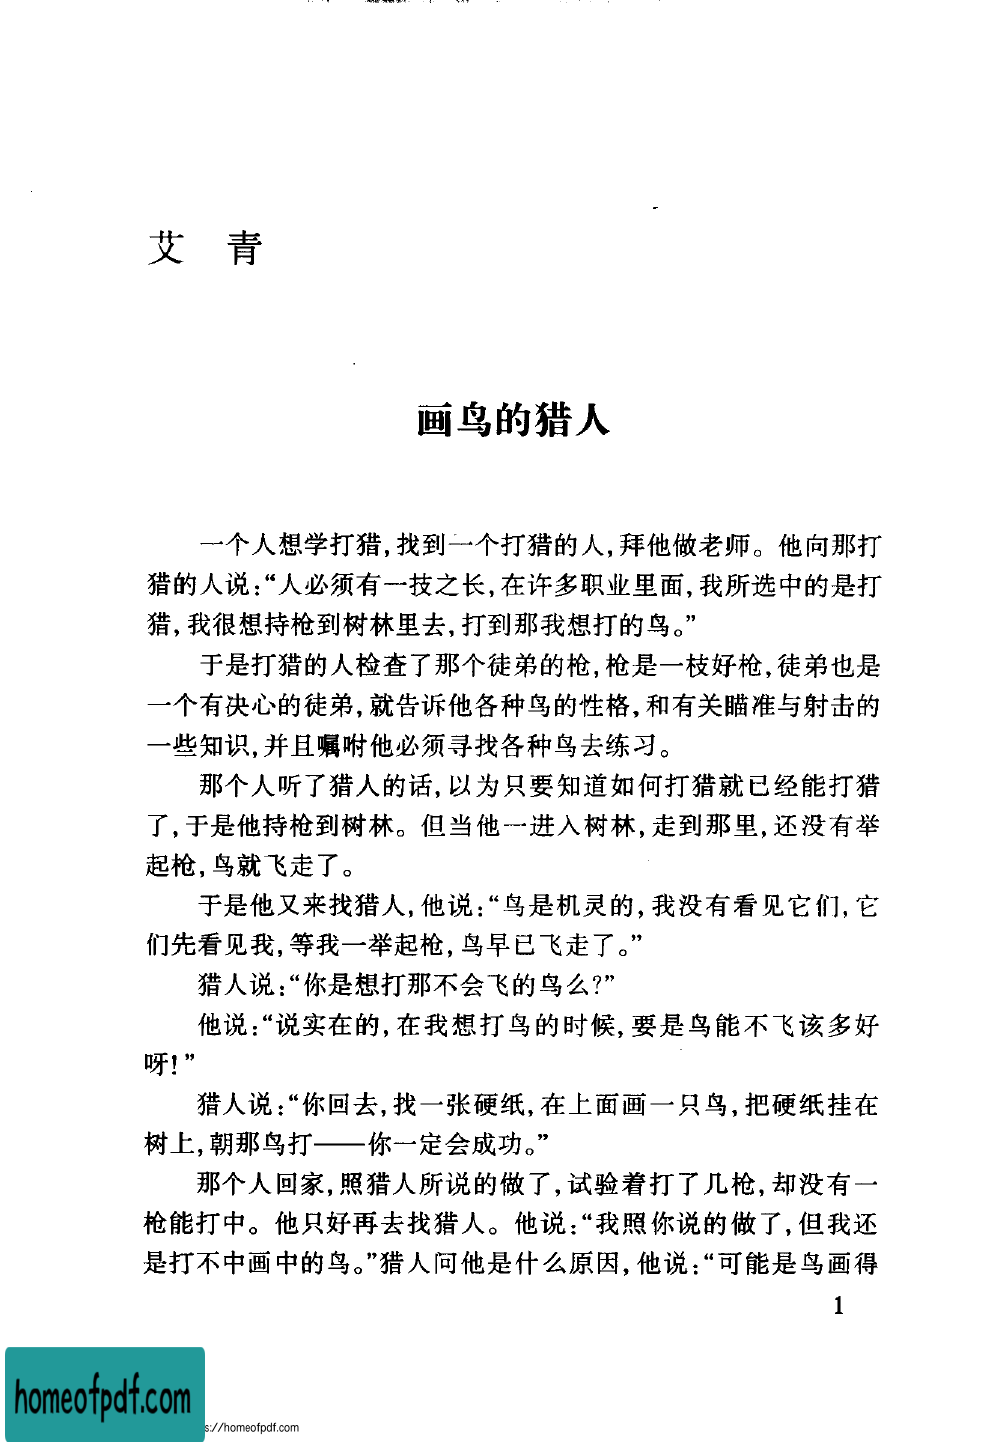 艾 青
画鸟的猎人
一个人想学打猎,找到一个打猎的人,拜他做老师。他向那打
猎的人说:“人必须有一技之长,在许多职业里面,我所选中的是打
猎,我很想持枪到树林里去,打到那我想打的鸟。”
于是打猎的人检查了那个徒弟的枪,枪是一枝好枪,徒弟也是
一个有决心的徒弟,就告诉他各种鸟的性格,和有关瞄准与射击的
一些知识,并且嘱咐他必须寻找各种鸟去练习。
那个人听了猎人的话,以为只要知道如何打猎就已经能打猎
了,于是他持枪到树林。但当他一进入树林,走到那里,还没有举
起枪,鸟就飞走了。
于是他又来找猎人,他说:“鸟是机灵的,我没有看见它们,它
们先看见我,等我一举起枪,鸟早已飞走了。”
猎人说:“你是想打那不会飞的鸟么?”
他说:“说实在的,在我想打鸟的时候,要是鸟能不飞该多好
呀!”
猎人说:“你回去,找一张硬纸,在上面画一只鸟,把硬纸挂在
树上,朝那鸟打——你一定会成功。”
那个人回家,照猎人所说的做了,试验着打了几枪,却没有一
枪能打中。他只好再去找猎人。他说:“我照你说的做了,但我还
是打不中画中的鸟。”猎人问他是什么原因,他说:“可能是鸟画得
1
homeofpdf.com
s://homeofpdf.com